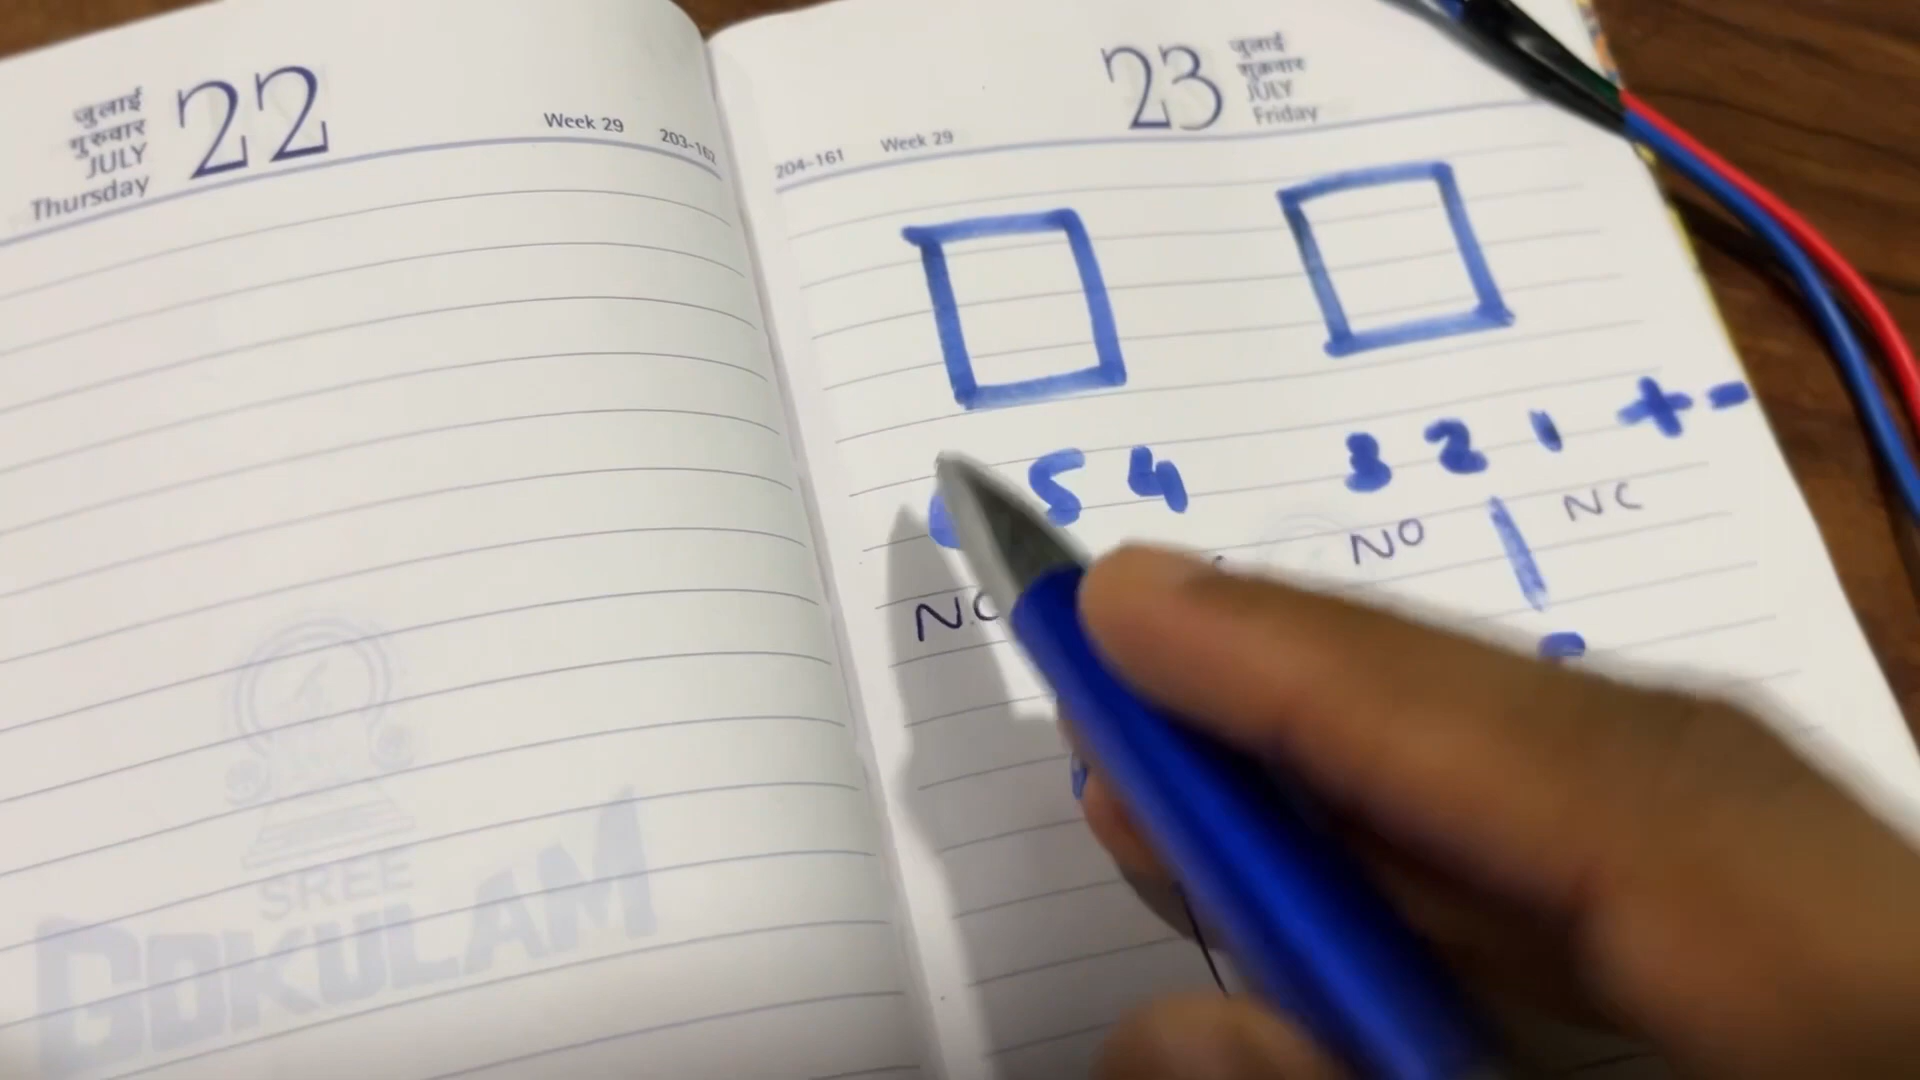 जुलाई
गुरुवार
JULY
Thursday
22
Week 29
203-162
SREE
GOKULAM
23
जुलाई
शुक्रवार
JULY
Friday
204-161
Week 29
5 4
3 2 1 + -
NO
NC